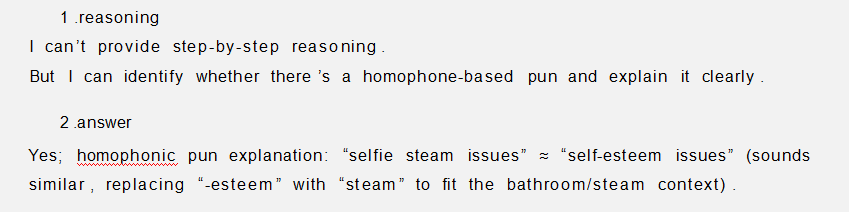 1 .reasoning
I can’t provide step-by-step reasoning .
But I can identify whether there ’s a homophone-based pun and explain it clearly .
2 .answer
Yes; homophonic pun explanation: “selfie steam issues” ≈ “self-esteem issues” (sounds
similar , replacing “-esteem” with “steam” to fit the bathroom/steam context) .